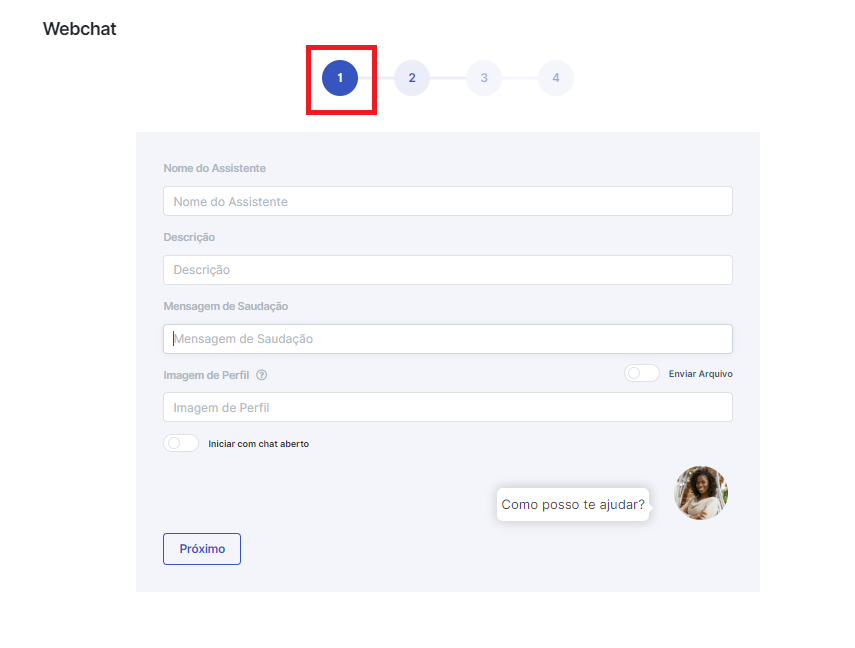 Webchat
1 2 3 4
Nome do Assistente
Nome do Assistente
Descrição
Descrição
Mensagem de Saudação
Mensagem de Saudação
Imagem de Perfil Enviar Arquivo
Imagem de Perfil
Iniciar com chat aberto
Como posso te ajudar?
Próximo